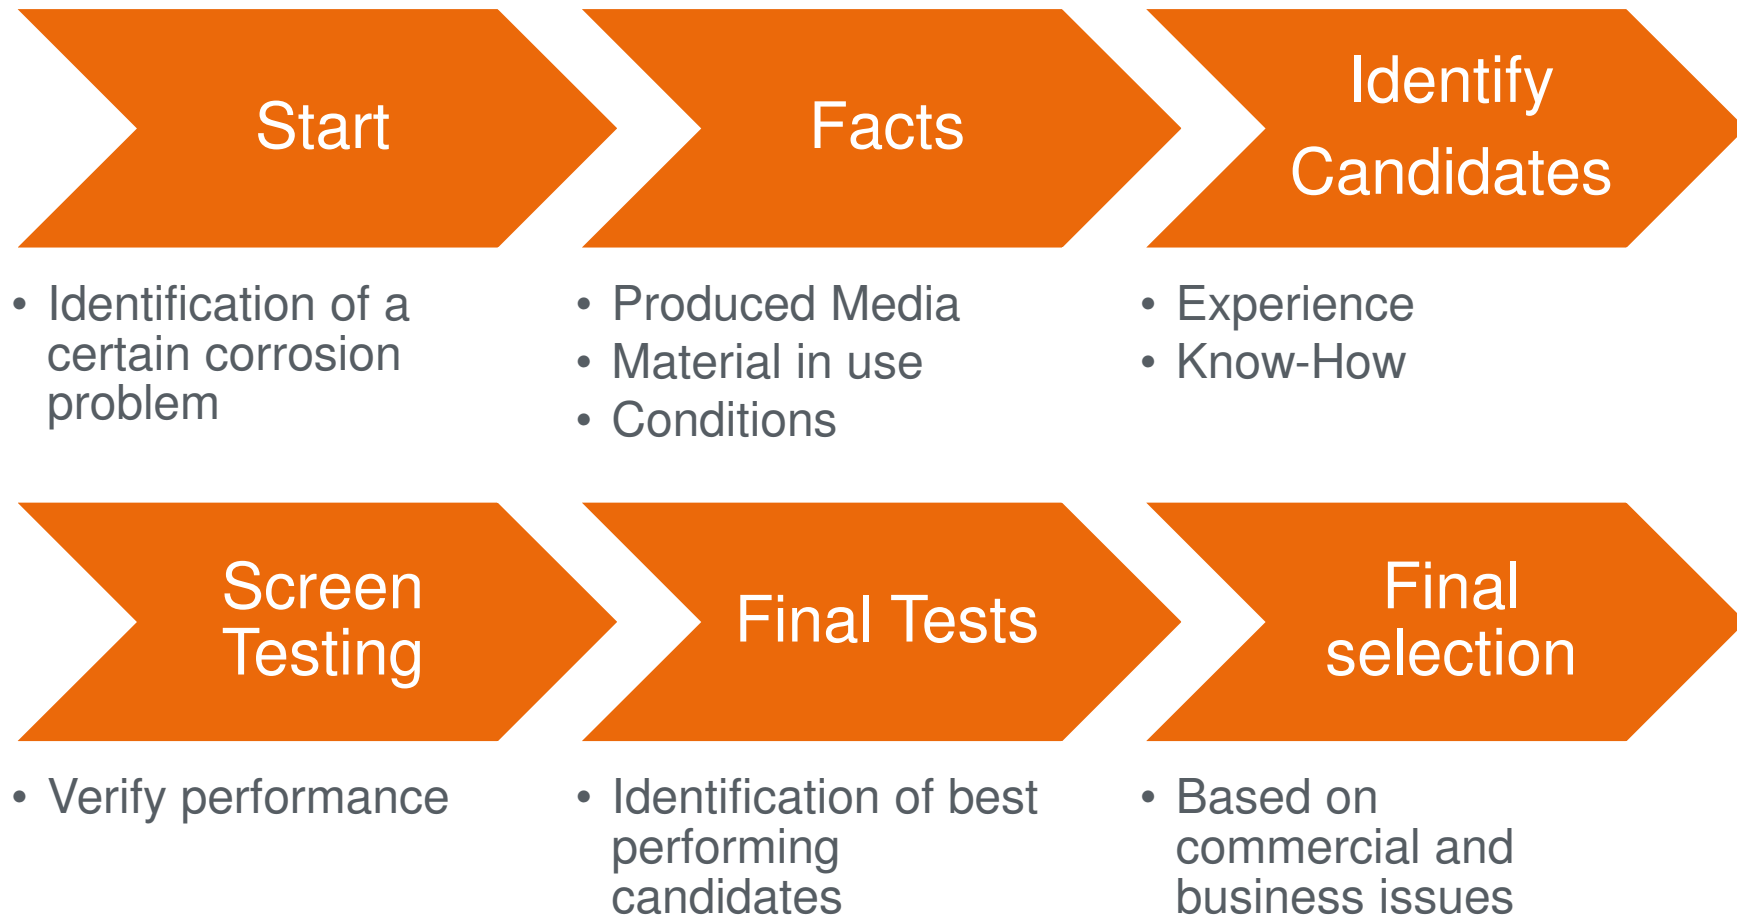 Start
Facts
Identify
Candidates
• Identification of a
certain corrosion
problem
• Produced Media
• Material in use
• Conditions
• Experience
• Know-How
Screen
Testing
Final Tests
Final
selection
• Verify performance
• Identification of best
performing
candidates
• Based on
commercial and
business issues